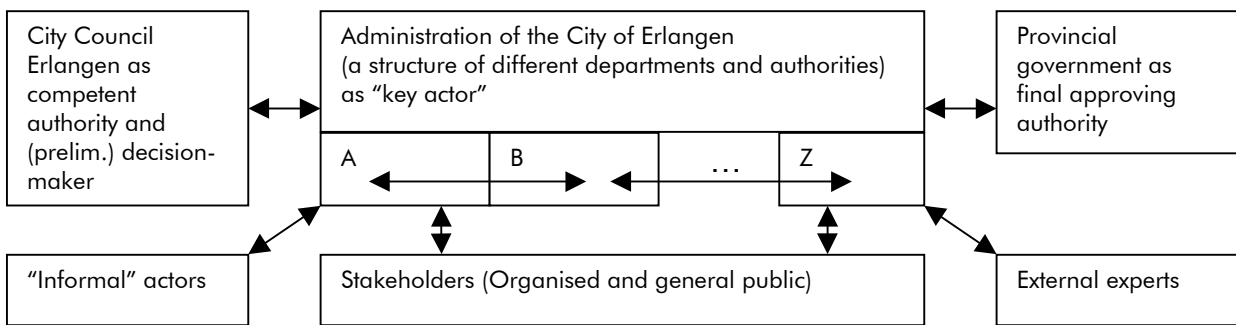 City Council
Erlangen as
competent
authority and
(prelim.) decision-
maker
Administration of the City of Erlangen
(a structure of different departments and authorities)
as “key actor”
Provincial
government as
final approving
authority
A
B
...
Z
“Informal” actors
Stakeholders (Organised and general public)
External experts